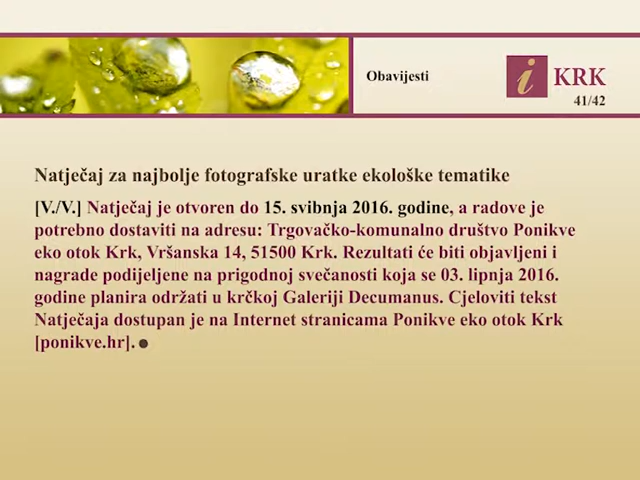 Obavijesti
i KRK
41/42
Natječaj za najbolje fotografske uratke ekološke tematike
[V./V.] Natječaj je otvoren do 15. svibnja 2016. godine, a radove je
potrebno dostaviti na adresu: Trgovačko-komunalno društvo Ponikve
eko otok Krk, Vršanska 14, 51500 Krk. Rezultati će biti objavljeni i
nagrade podijeljene na prigodnoj svečanosti koja se 03. lipnja 2016.
godine planira održati u krčkoj Galeriji Decumanus. Cjeloviti tekst
Natječaja dostupan je na Internet stranicama Ponikve eko otok Krk
[ponikve.hr].